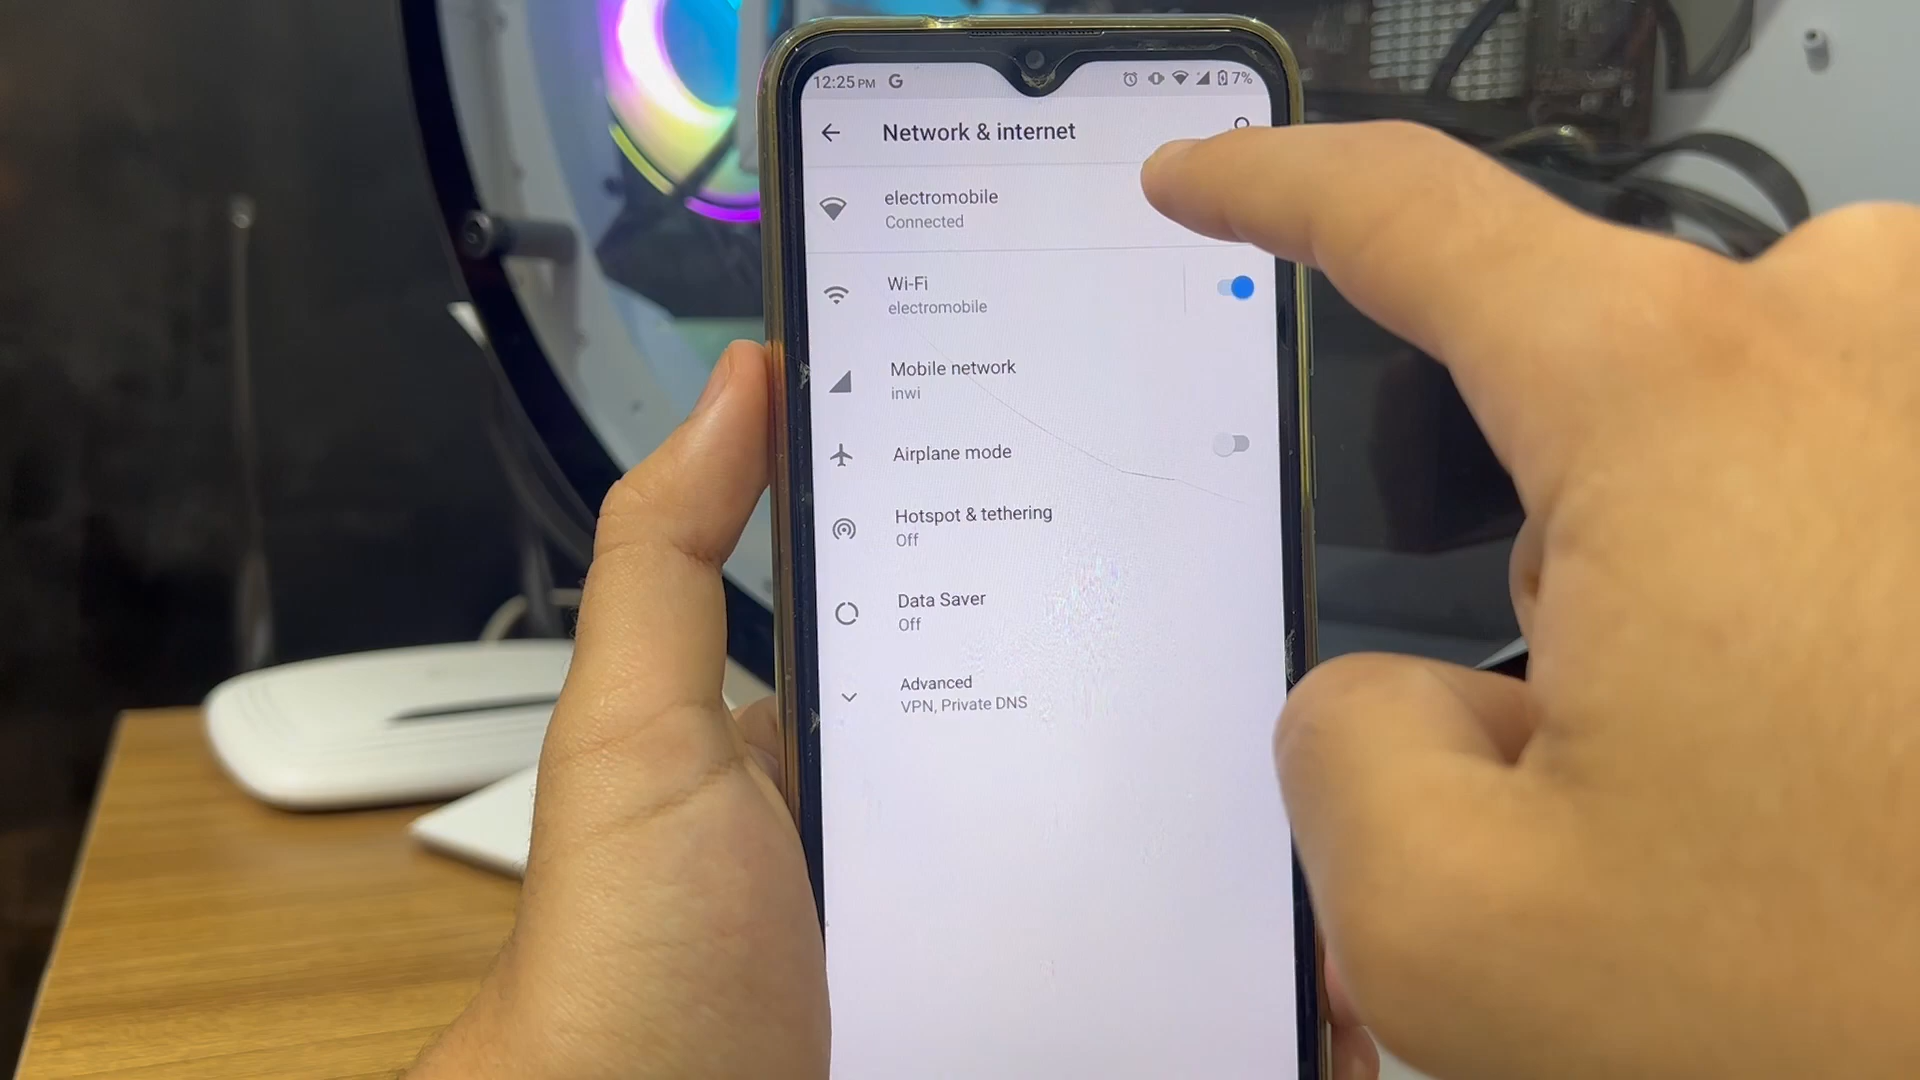 12:25 PM G 7%
Network & internet
electromobile
Connected
Wi-Fi
electromobile
Mobile network
inwi
Airplane mode
Hotspot & tethering
Off
Data Saver
Off
Advanced
VPN, Private DNS